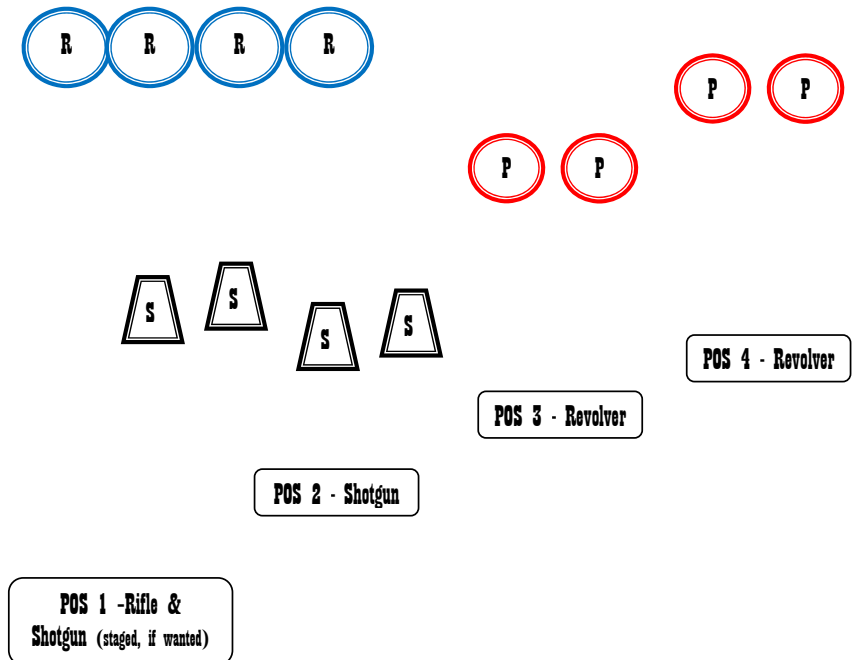 R R R R
P P
P P
S S S S
POS 4 - Revolver
POS 3 - Revolver
POS 2 - Shotgun
POS 1 -Rifle &
Shotgun (staged, if wanted)